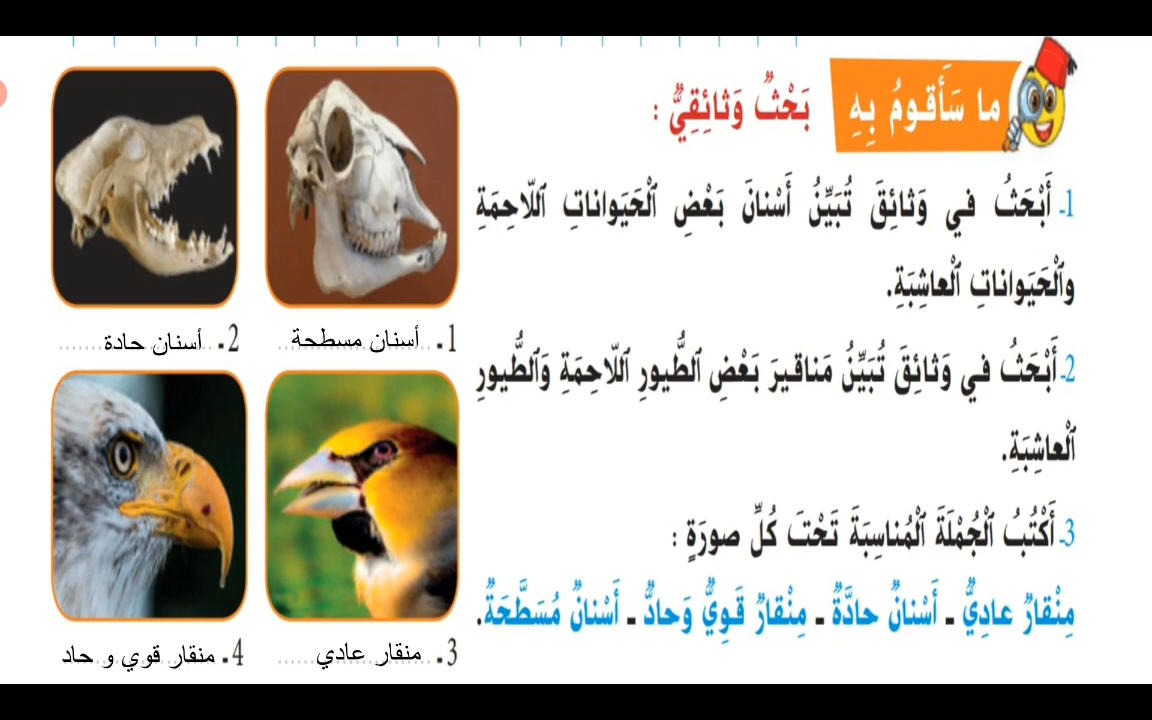 ما سَأَقومُ بِهِ
بَحْثٌ وَثائِقِيٌّ :
1- أَبْحَثُ في وَثائِقَ تُبَيِّنُ أَسْنانَ بَعْضِ ٱلْحَيَواناتِ ٱللّاحِمَةِ
وٱلْحَيَواناتِ ٱلْعاشِبَةِ.
2- أَبْحَثُ في وَثائِقَ تُبَيِّنُ مَناقيرَ بَعْضِ ٱلطُّيورِ ٱللّاحِمَةِ وَٱلطُّيورِ
ٱلْعاشِبَةِ.
3- أَكْتُبُ ٱلْجُمْلَةَ ٱلْمُناسِبَةَ تَحْتَ كُلِّ صورَةٍ :
مِنْقارٌ عادِيٌّ - أَسْنانٌ حادَّةٌ - مِنْقارٌ قَوِيٌّ وَحادٌّ - أَسْنانٌ مُسَطَّحَةٌ.
1. أسنان مسطحة
2. أسنان حادة
3. منقار عادي
4. منقار قوي و حاد